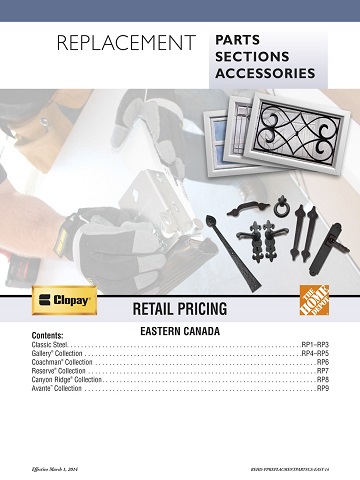 REPLACEMENT PARTS
SECTIONS
ACCESSORIES
Clopay®
RETAIL PRICING
THE HOME DEPOT
EASTERN CANADA
Contents:
Classic Steel. . . . . . . . . . . . . . . . . . . . . . . . . . . . . . . . . . . . . . . . RP1–RP3
Gallery® Collection . . . . . . . . . . . . . . . . . . . . . . . . . . . . . . . . . . . . . . . . RP4–RP5
Coachman® Collection . . . . . . . . . . . . . . . . . . . . . . . . . . . . . . . . . . . . . . . . RP6
Reserve® Collection . . . . . . . . . . . . . . . . . . . . . . . . . . . . . . . . . . . . . . . . RP7
Canyon Ridge® Collection . . . . . . . . . . . . . . . . . . . . . . . . . . . . . . . . . . . . . . . . RP8
Avante™ Collection . . . . . . . . . . . . . . . . . . . . . . . . . . . . . . . . . . . . . . . . RP9
Effective March 1, 2014